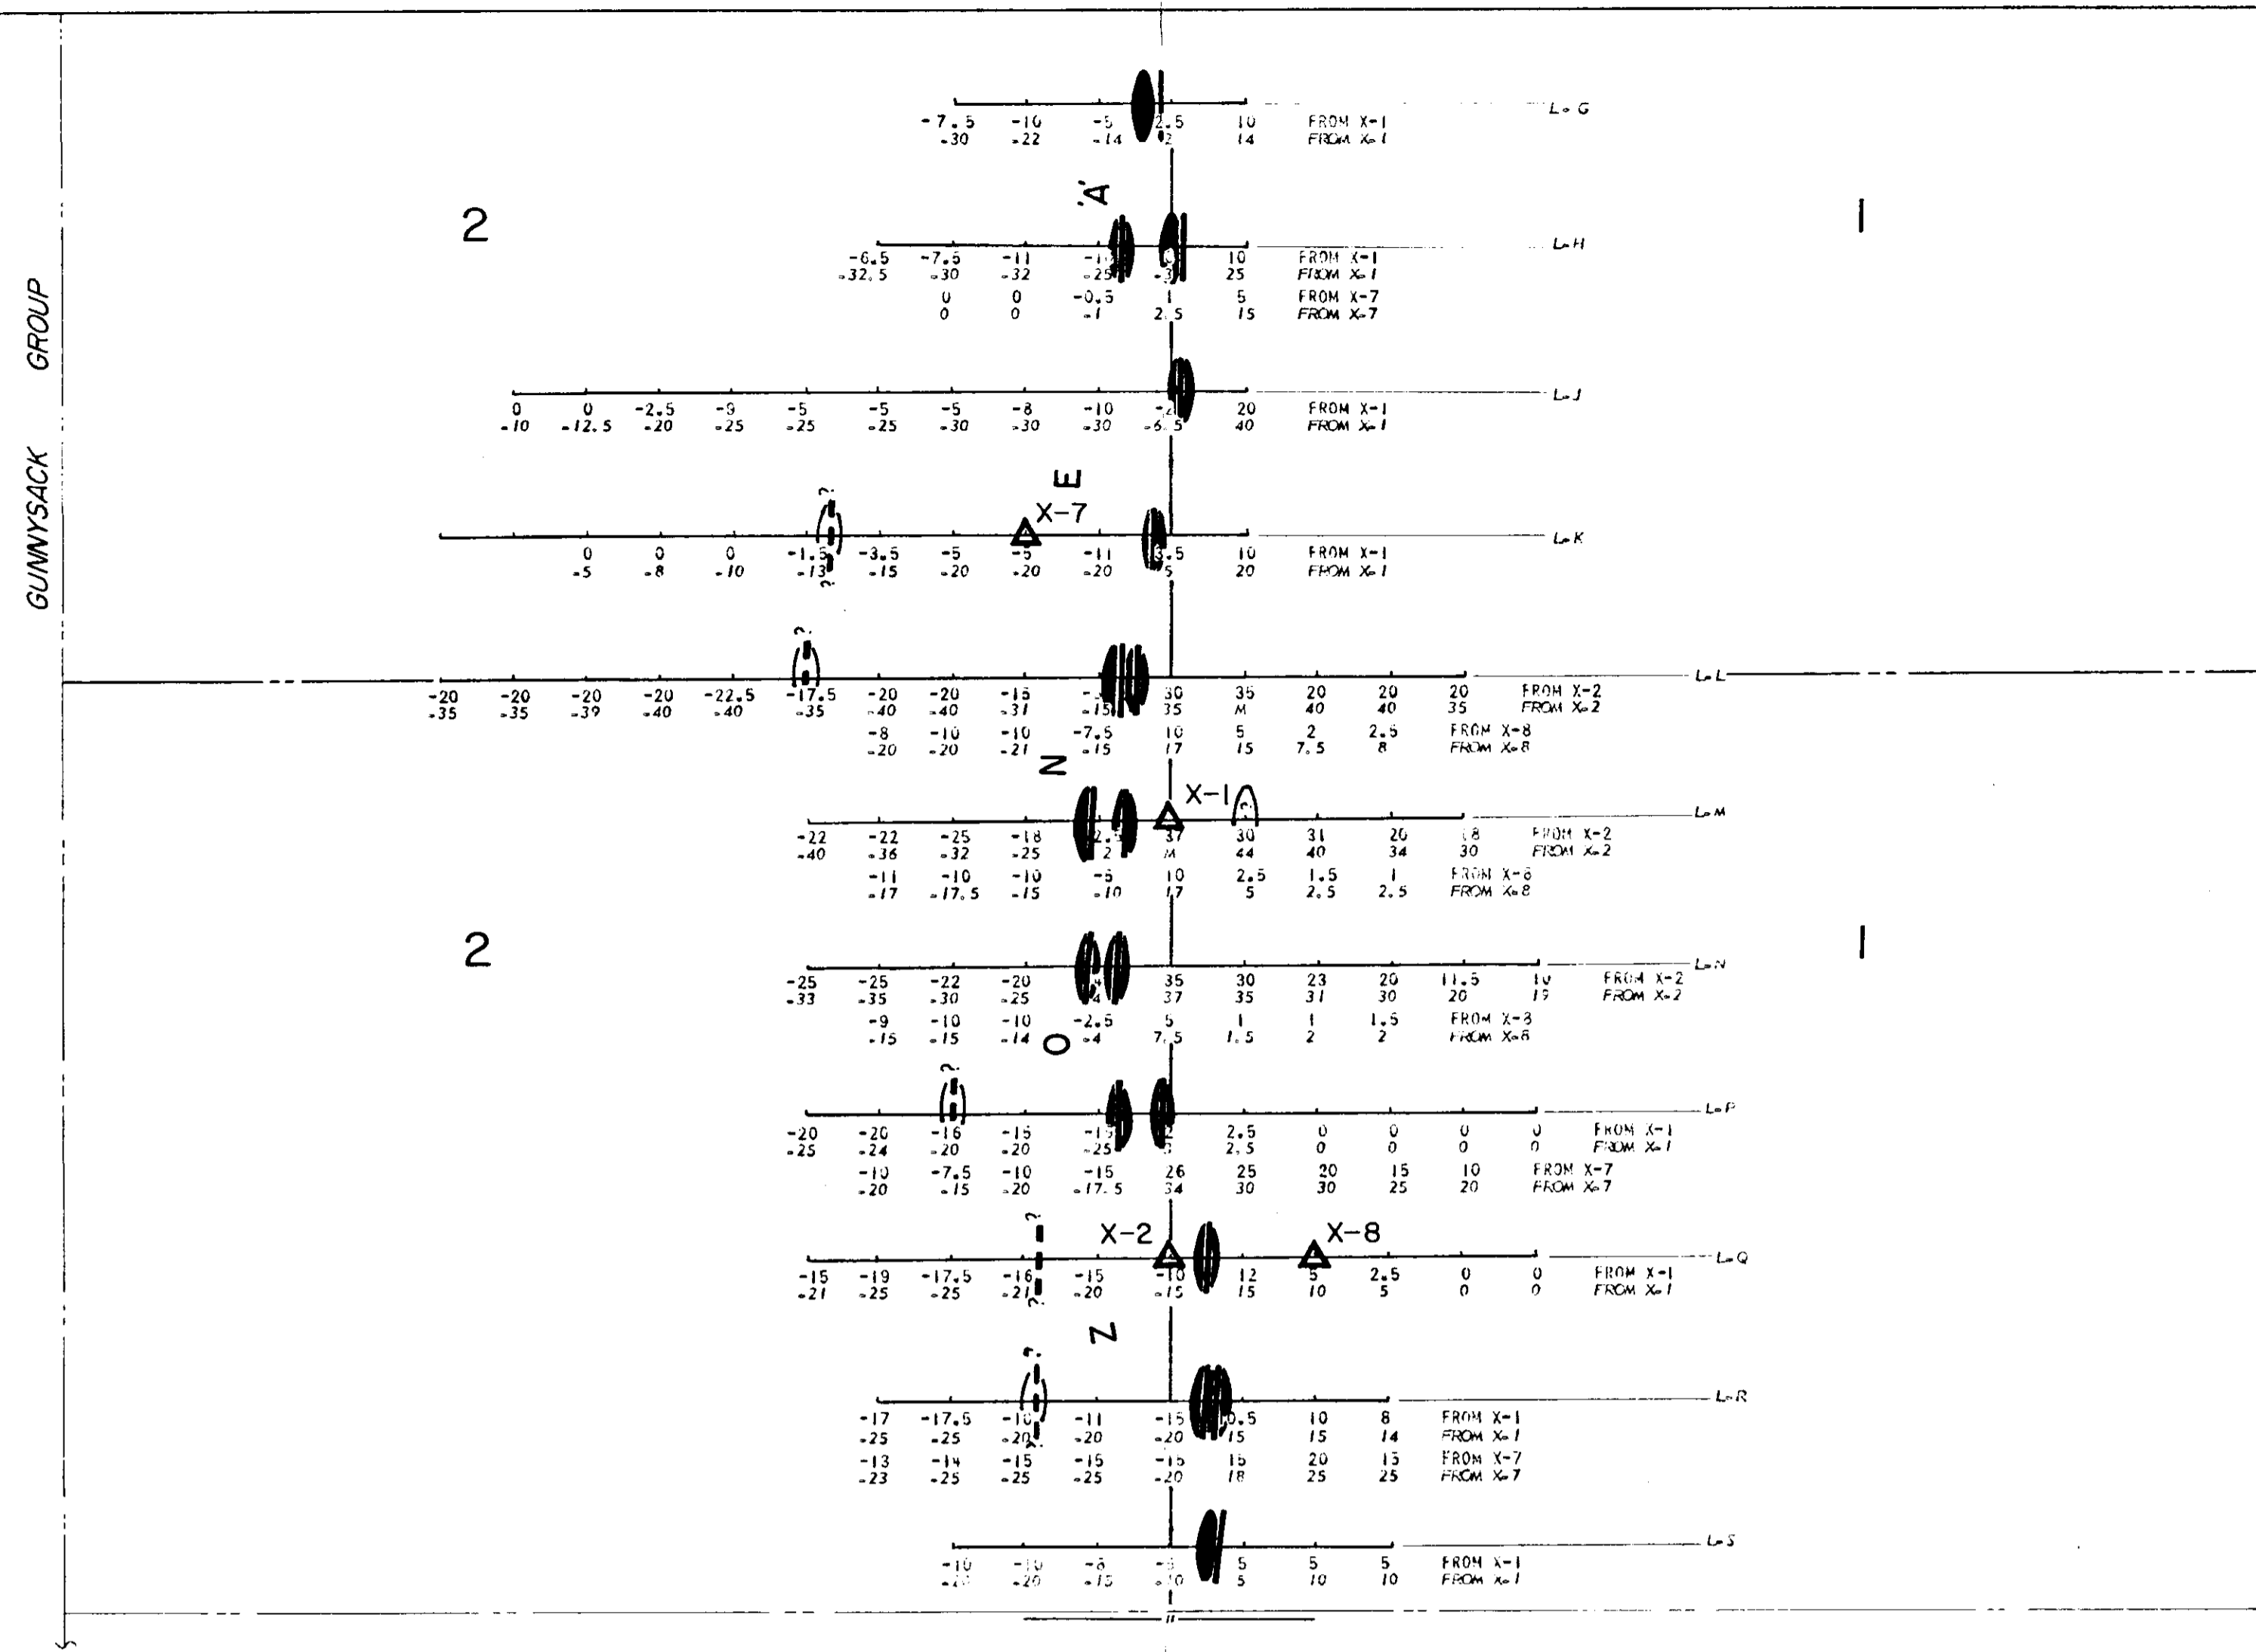 L-G
-7.5 -10 -5 2.5 10 FROM X-1
-30 -22 -14 2 14 FROM X-1
'A'
2
1
L-H
-6.5 -7.5 -11 10 FROM X-1
-32.5 -30 -32 -25 25 FROM X-1
0 0 -0.5 1 5 FROM X-7
0 0 -1 2.5 15 FROM X-7
GUNNYSACK GROUP
L-J
0 0 -2.5 -9 -5 -5 -5 -8 -10 20 FROM X-1
-10 -12.5 -20 -25 -25 -25 -30 -30 -30 -6.5 40 FROM X-1
E
?
X-7
L-K
0 0 0 -1.5 -3.5 -5 -5 -11 3.5 10 FROM X-1
-5 -8 -10 -13 -15 -20 -20 -20 5 20 FROM X-1
?
?
L-L
-20 -20 -20 -20 -22.5 -17.5 -20 -20 -15 30 35 20 20 20 FROM X-2
-35 -35 -39 -40 -40 -35 -40 -40 -31 -15 35 M 40 40 35 FROM X-2
-8 -10 -10 -7.5 10 5 2 2.5 FROM X-8
-20 -20 -21 -15 17 15 7.5 8 FROM X-8
N
X-1
?
L-M
-22 -22 -25 -18 2.5 37 30 31 20 18 FROM X-2
-40 -36 -32 -25 2 M 44 40 34 30 FROM X-2
-11 -10 -10 -5 10 2.5 1.5 1 FROM X-8
-17 -17.5 -15 -10 17 5 2.5 2.5 FROM X-8
2
1
L-N
-25 -25 -22 -20 35 30 23 20 11.5 10 FROM X-2
-33 -35 -30 -25 4 37 35 31 30 20 19 FROM X-2
-9 -10 -10 -2.5 5 1 1 1.5 FROM X-8
-15 -15 -14 -4 7.5 1.5 2 2 FROM X-8
O
?
L-P
-20 -20 -16 -15 -15 2 2.5 0 0 0 0 FROM X-1
-25 -24 -20 -20 -25 2.5 0 0 0 0 FROM X-1
-10 -7.5 -10 -15 26 25 20 15 10 FROM X-7
-20 -15 -20 -17.5 34 30 30 25 20 FROM X-7
?
X-2
X-8
L-Q
-15 -19 -17.5 -16 -15 -10 12 5 2.5 0 0 FROM X-1
-21 -25 -25 -21 -20 -15 15 10 5 0 0 FROM X-1
?
Z
?
L-R
-17 -17.5 -10 -11 -15 10.5 10 8 FROM X-1
-25 -25 -20 -20 -20 15 15 14 FROM X-1
?
-13 -14 -15 -15 -15 15 20 15 FROM X-7
-23 -25 -25 -25 -20 18 25 25 FROM X-7
L-S
-10 -10 5 5 5 FROM X-1
-20 -20 -15 -10 5 10 10 FROM X-1